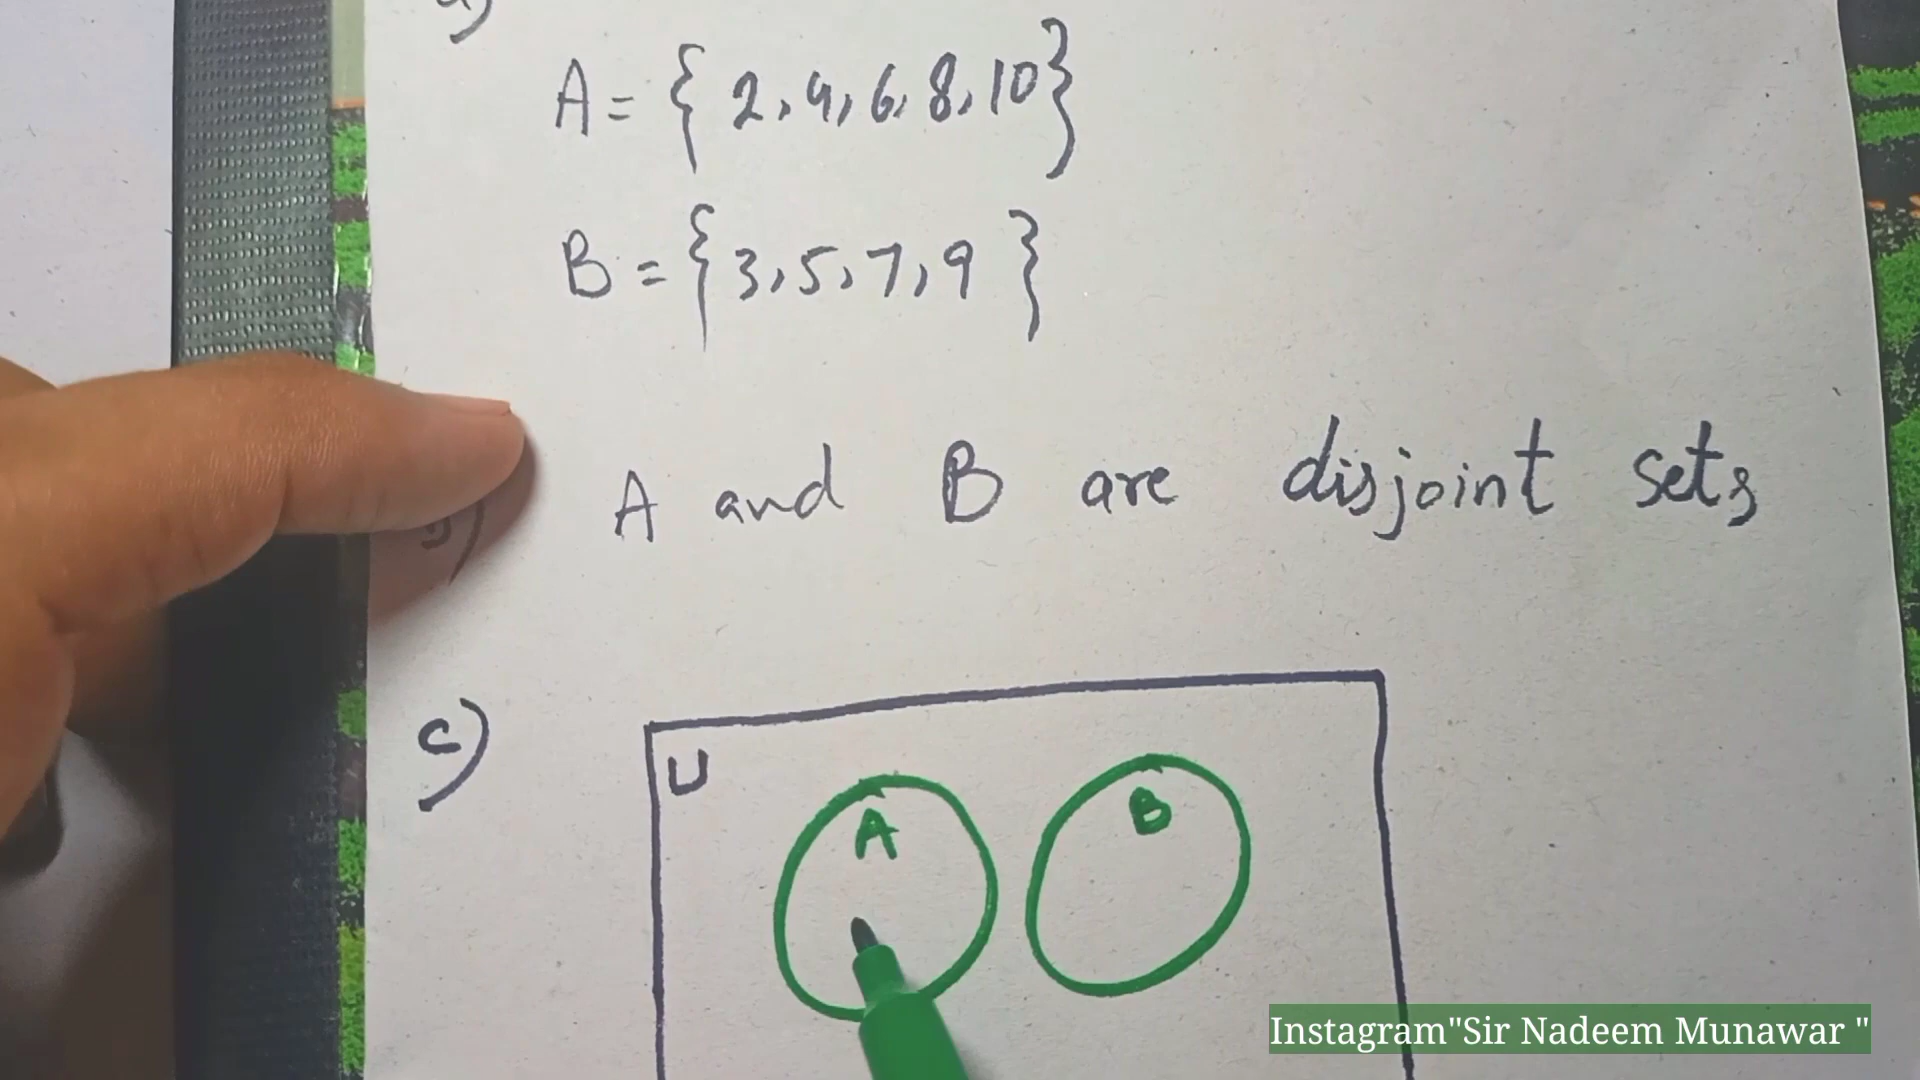 a)
A = { 2, 4, 6, 8, 10}
B = { 3, 5, 7, 9 }
b) A and B are disjoint sets
c)
U
A B
Instagram"Sir Nadeem Munawar "